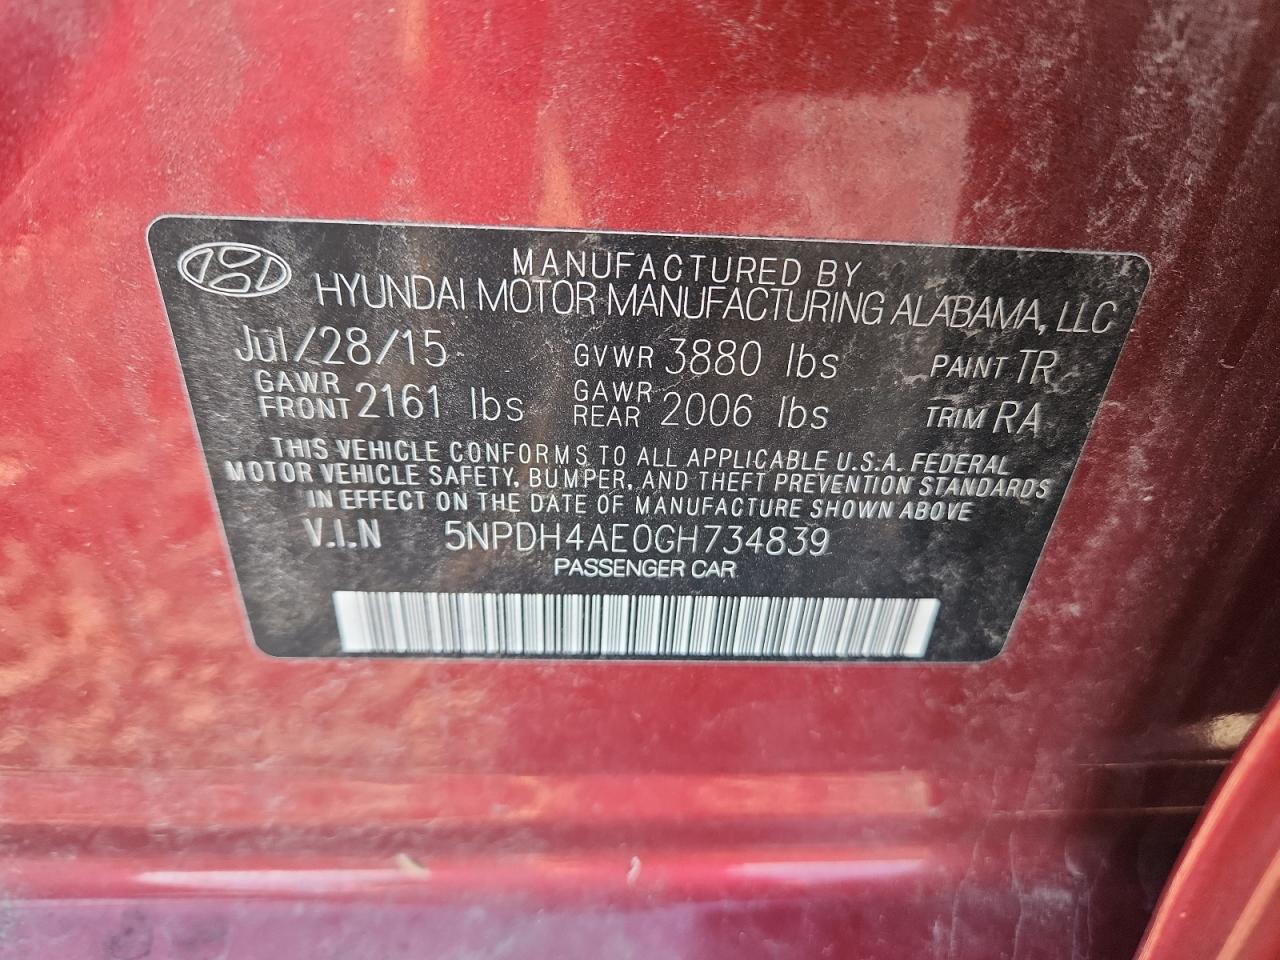 MANUFACTURED BY
HYUNDAI MOTOR MANUFACTURING ALABAMA, LLC
Jul/28/15 GVWR 3880 lbs PAINT TR
GAWR FRONT 2161 lbs GAWR REAR 2006 lbs TRIM RA
THIS VEHICLE CONFORMS TO ALL APPLICABLE U.S.A. FEDERAL
MOTOR VEHICLE SAFETY, BUMPER, AND THEFT PREVENTION STANDARDS
IN EFFECT ON THE DATE OF MANUFACTURE SHOWN ABOVE
V.I.N 5NPDH4AE0GH734839
PASSENGER CAR